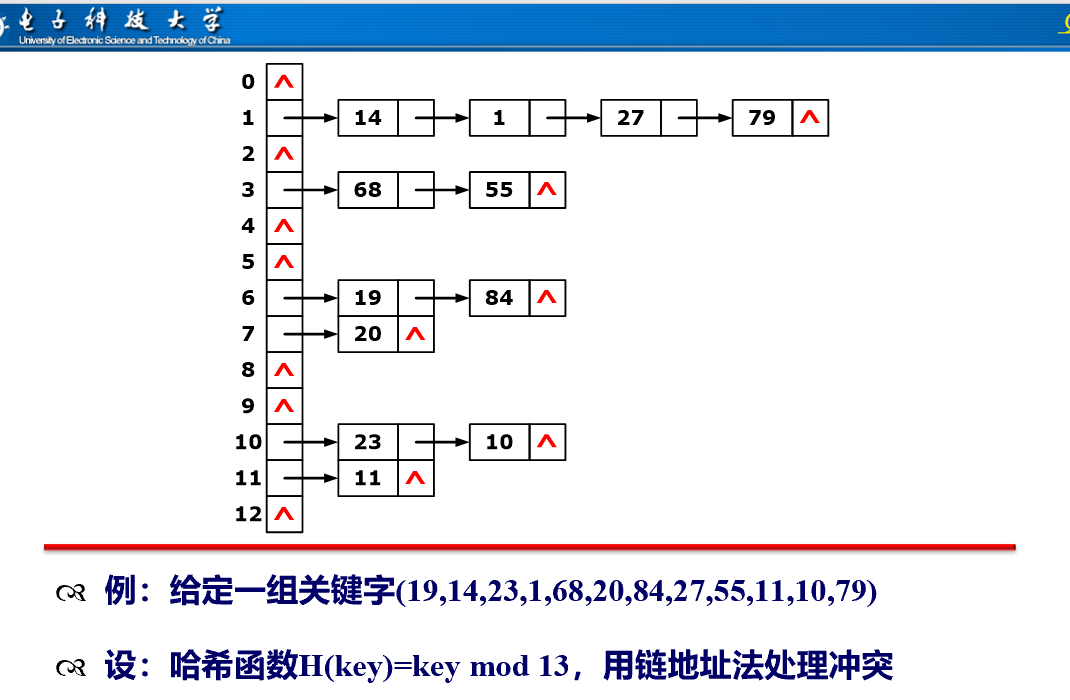 电子科技大学
University of Electronic Science and Technology of China
0 ^
1 14 1 27 79 ^
2 ^
3 68 55 ^
4 ^
5 ^
6 19 84 ^
7 20 ^
8 ^
9 ^
10 23 10 ^
11 11 ^
12 ^
例：给定一组关键字(19,14,23,1,68,20,84,27,55,11,10,79)
设：哈希函数H(key)=key mod 13，用链地址法处理冲突